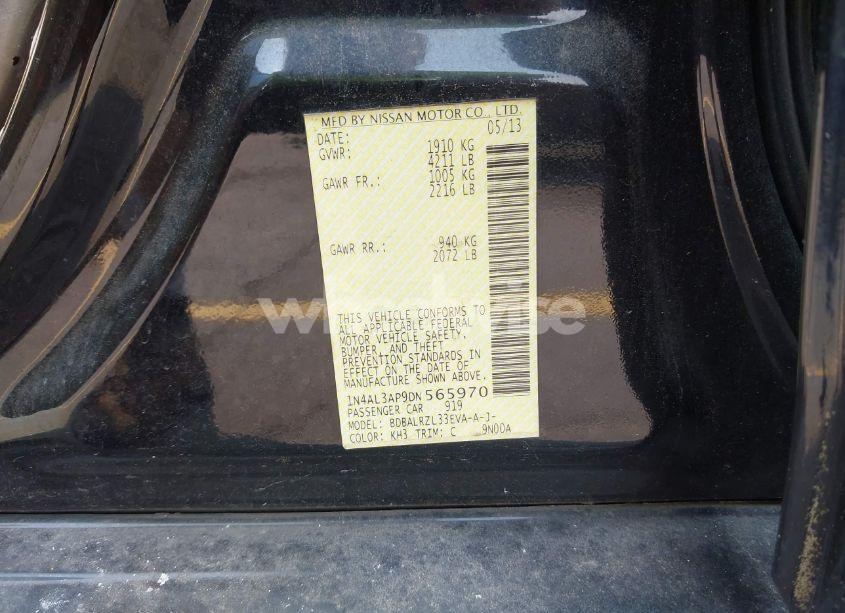 MFD BY NISSAN MOTOR CO., LTD.
DATE: 05/13
GVWR: 1910 KG
4211 LB
GAWR FR.: 1005 KG
2216 LB
GAWR RR.: 940 KG
2072 LB
THIS VEHICLE CONFORMS TO
ALL APPLICABLE FEDERAL
MOTOR VEHICLE SAFETY,
BUMPER, AND THEFT
PREVENTION STANDARDS IN
EFFECT ON THE DATE OF
MANUFACTURE SHOWN ABOVE.
1N4AL3AP9DN565970
PASSENGER CAR 919
MODEL: BDBALRZL33EVA-A-J-
COLOR: KH3 TRIM: C 9N00A